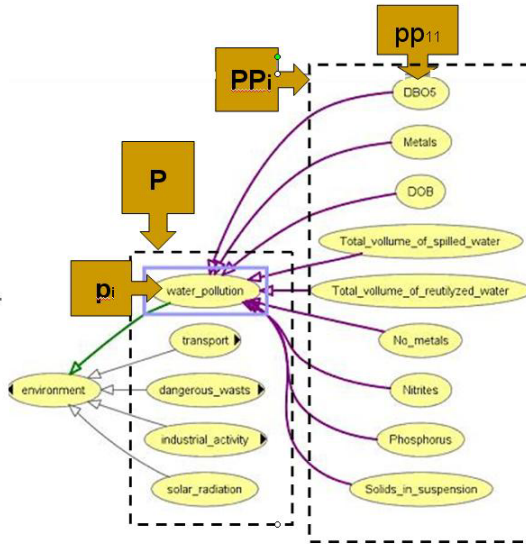 pp11
PPi
DBO5
Metals
P
DOB
Total_volume_of_spilled_water
pi
water_pollution
Total_volume_of_reutilyzed_water
transport
No_metals
environment
dangerous_wasts
Nitrites
industrial_activity
Phosphorus
solar_radiation
Solids_in_suspension